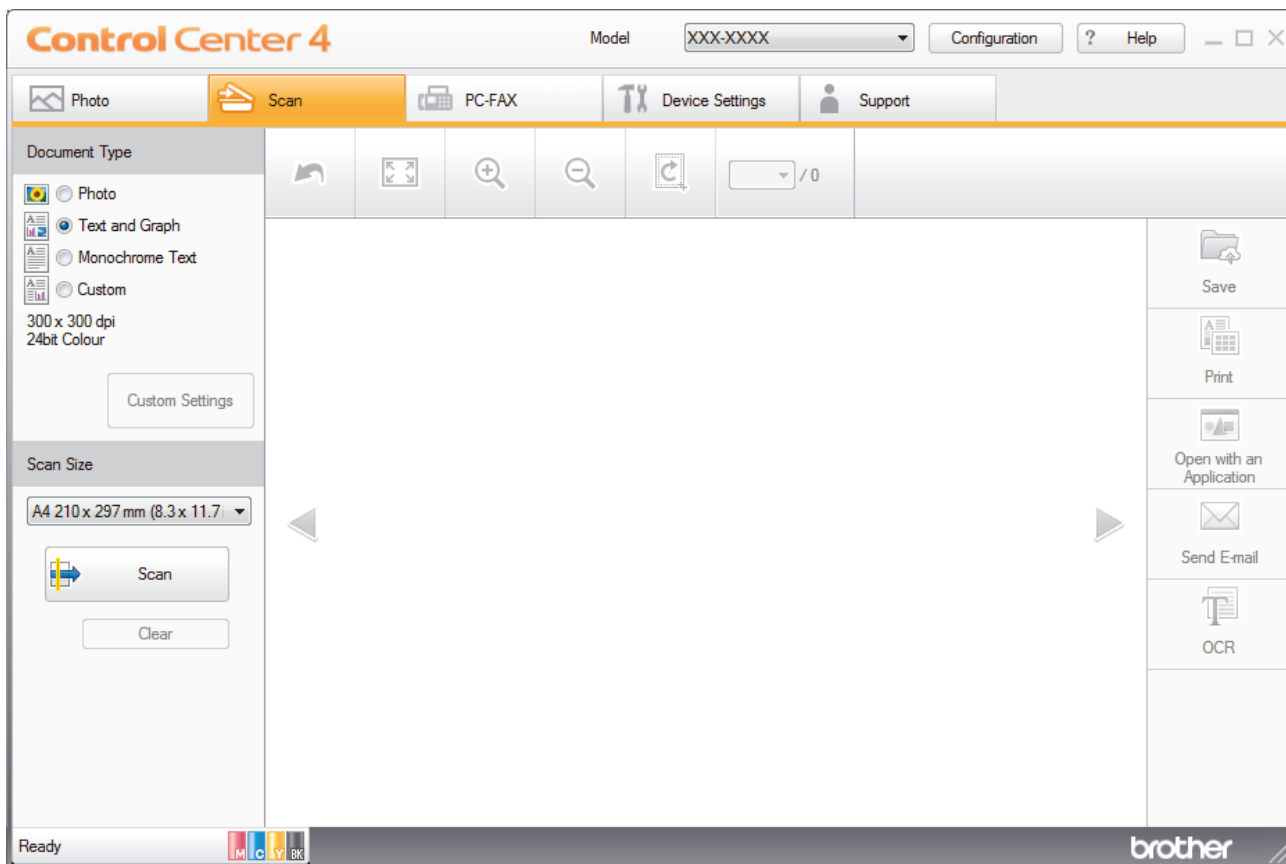 Control Center 4
Model
XXX-XXXX
Configuration
? Help
Photo
Scan
PC-FAX
Device Settings
Support
Document Type
Photo
Text and Graph
Monochrome Text
Custom
300 x 300 dpi
24bit Colour
Custom Settings
Scan Size
A4 210 x 297 mm (8.3 x 11.7
Scan
Clear
/ 0
Save
Print
Open with an
Application
Send E-mail
OCR
Ready
M C Y BK
brother